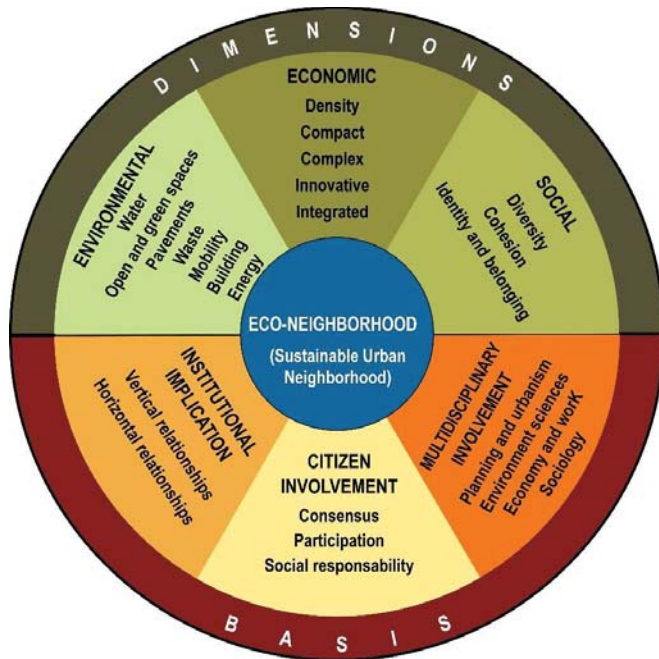 DIMENSIONS
ECONOMIC
Density
Compact
Complex
Innovative
Integrated
ENVIRONMENTAL
Water
Open and green spaces
Pavements
Waste
Mobility
Building
Energy
SOCIAL
Diversity
Cohesion
Identity and belonging
ECO-NEIGHBORHOOD
(Sustainable Urban
Neighborhood)
INSTITUTIONAL
IMPLICATION
Vertical relationships
Horizontal relationships
CITIZEN
INVOLVEMENT
Consensus
Participation
Social responsability
MULTIDISCIPLINARY
INVOLVEMENT
Planning and urbanism
Environment sciences
Economy and worK
Sociology
BASIS